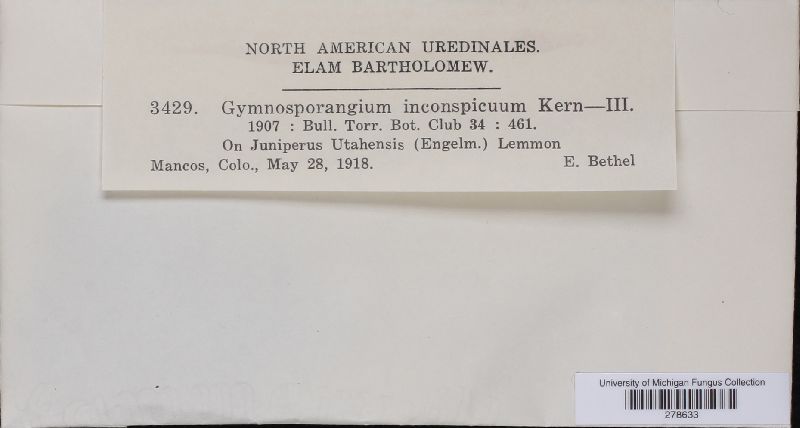 NORTH AMERICAN UREDINALES.
ELAM BARTHOLOMEW.
3429. Gymnosporangium inconspicuum Kern—III.
1907 : Bull. Torr. Bot. Club 34 : 461.
On Juniperus Utahensis (Engelm.) Lemmon
Mancos, Colo., May 28, 1918. E. Bethel
University of Michigan Fungus Collection
278633